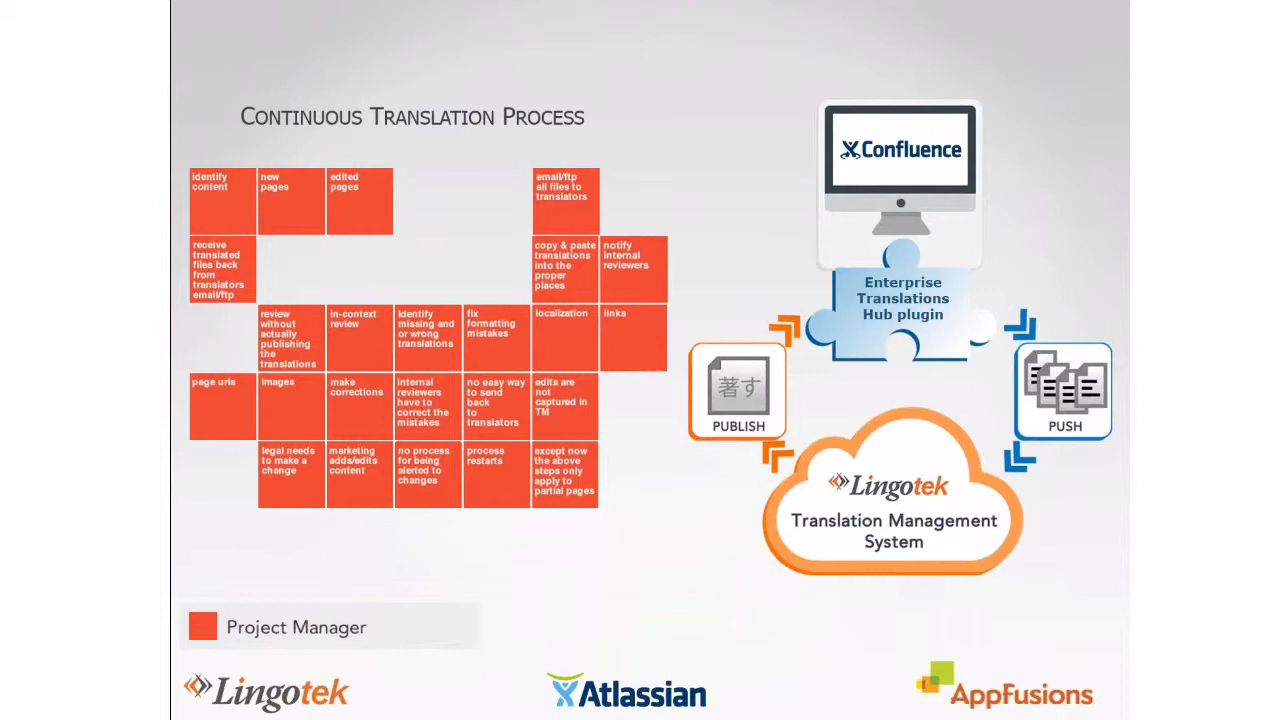 CONTINUOUS TRANSLATION PROCESS
identify
content
new
pages
edited
pages
email/ftp
all files to
translators
receive
translated
files back
from
translators
email/ftp
copy & paste
translations
into the
proper
places
notify
internal
reviewers
review
without
actually
publishing
the
translations
in-context
review
Identify
missing and
or wrong
translations
fix
formatting
mistakes
localization
links
page urls
images
make
corrections
internal
reviewers
have to
correct the
mistakes
no easy way
to send
back
to
translators
edits are
not
captured in
TM
legal needs
to make a
change
marketing
adds/edits
content
no process
for being
alerted to
changes
process
restarts
except now
the above
steps only
apply to
partial pages
Confluence
Enterprise
Translations
Hub plugin
著す
PUBLISH
PUSH
Lingotek
Translation Management
System
Project Manager
Lingotek
Atlassian
AppFusions